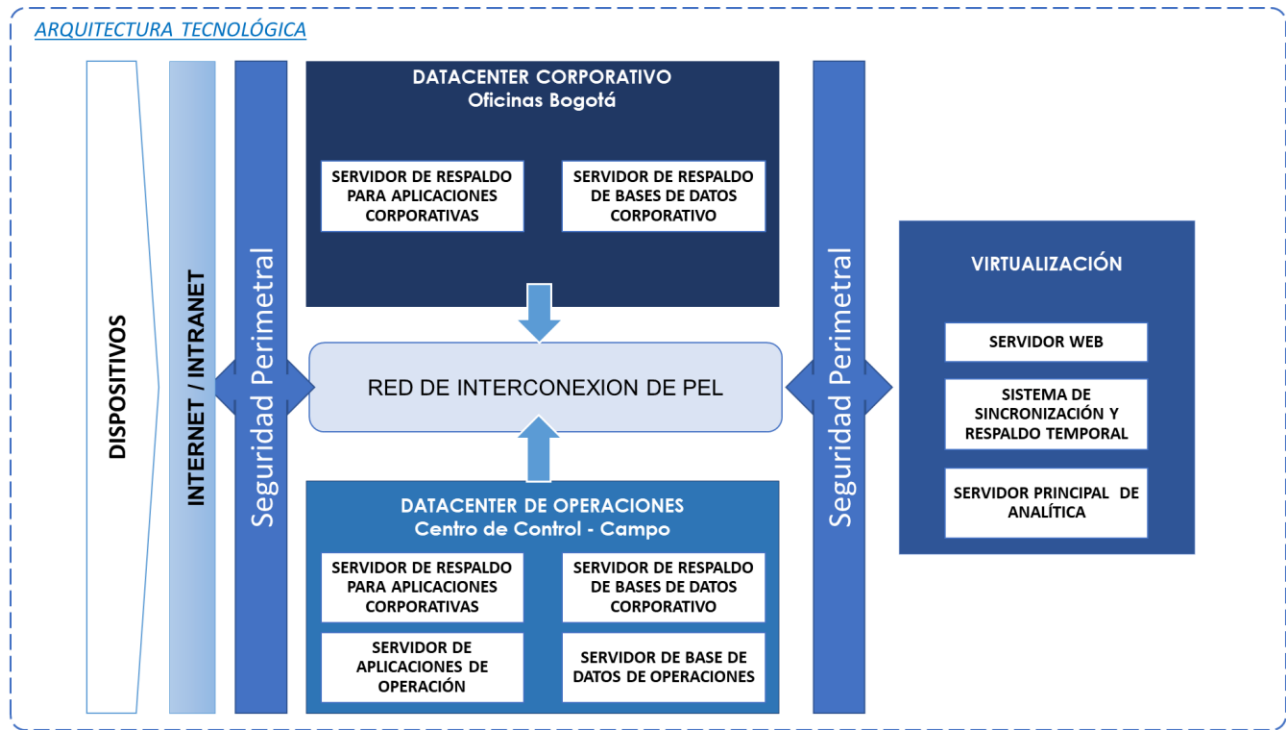 ARQUITECTURA TECNOLÓGICA
DISPOSITIVOS
INTERNET / INTRANET
Seguridad Perimetral
DATACENTER CORPORATIVO
Oficinas Bogotá
SERVIDOR DE RESPALDO
PARA APLICACIONES
CORPORATIVAS
SERVIDOR DE RESPALDO
DE BASES DE DATOS
CORPORATIVO
RED DE INTERCONEXION DE PEL
DATACENTER DE OPERACIONES
Centro de Control - Campo
SERVIDOR DE RESPALDO
PARA APLICACIONES
CORPORATIVAS
SERVIDOR DE RESPALDO
DE BASES DE DATOS
CORPORATIVO
SERVIDOR DE
APLICACIONES DE
OPERACIÓN
SERVIDOR DE BASE DE
DATOS DE OPERACIONES
Seguridad Perimetral
VIRTUALIZACIÓN
SERVIDOR WEB
SISTEMA DE
SINCRONIZACIÓN Y
RESPALDO TEMPORAL
SERVIDOR PRINCIPAL DE
ANALÍTICA